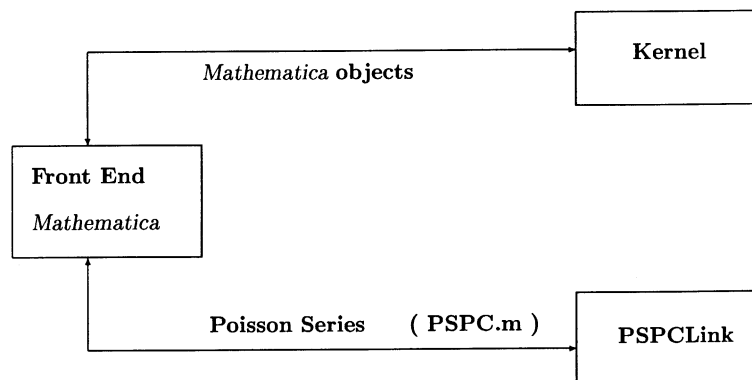 Kernel
Mathematica objects
Front End
Mathematica
Poisson Series ( PSPC.m )
PSPCLink